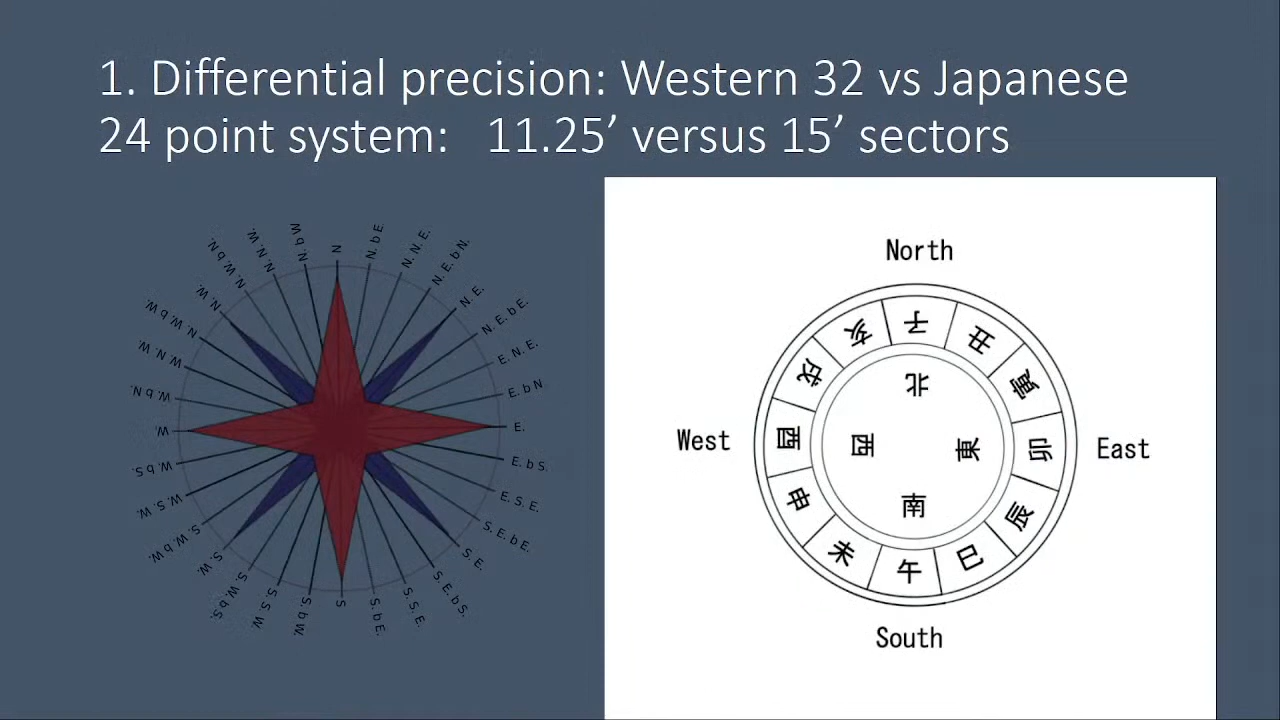 1. Differential precision: Western 32 vs Japanese
24 point system: 11.25’ versus 15’ sectors
N
N. b E.
N. N. E.
N. E. b N.
N. E.
N. E. b E.
E. N. E.
E. b N.
E.
E. b S.
E. S. E.
S. E. b E.
S. E.
S. E. b S.
S. S. E.
S. b E.
S
S. b W.
S. S. W.
S. W. b S.
S. W.
S. W. b W.
W. S. W.
W. b S.
W.
W. b N.
W. N. W.
N. W. b W.
N. W.
N. W. b N.
N. N. W.
N. b W.
North
子
丑
寅
卯
辰
巳
午
未
申
酉
戌
亥
北
西
東
南
West
East
South